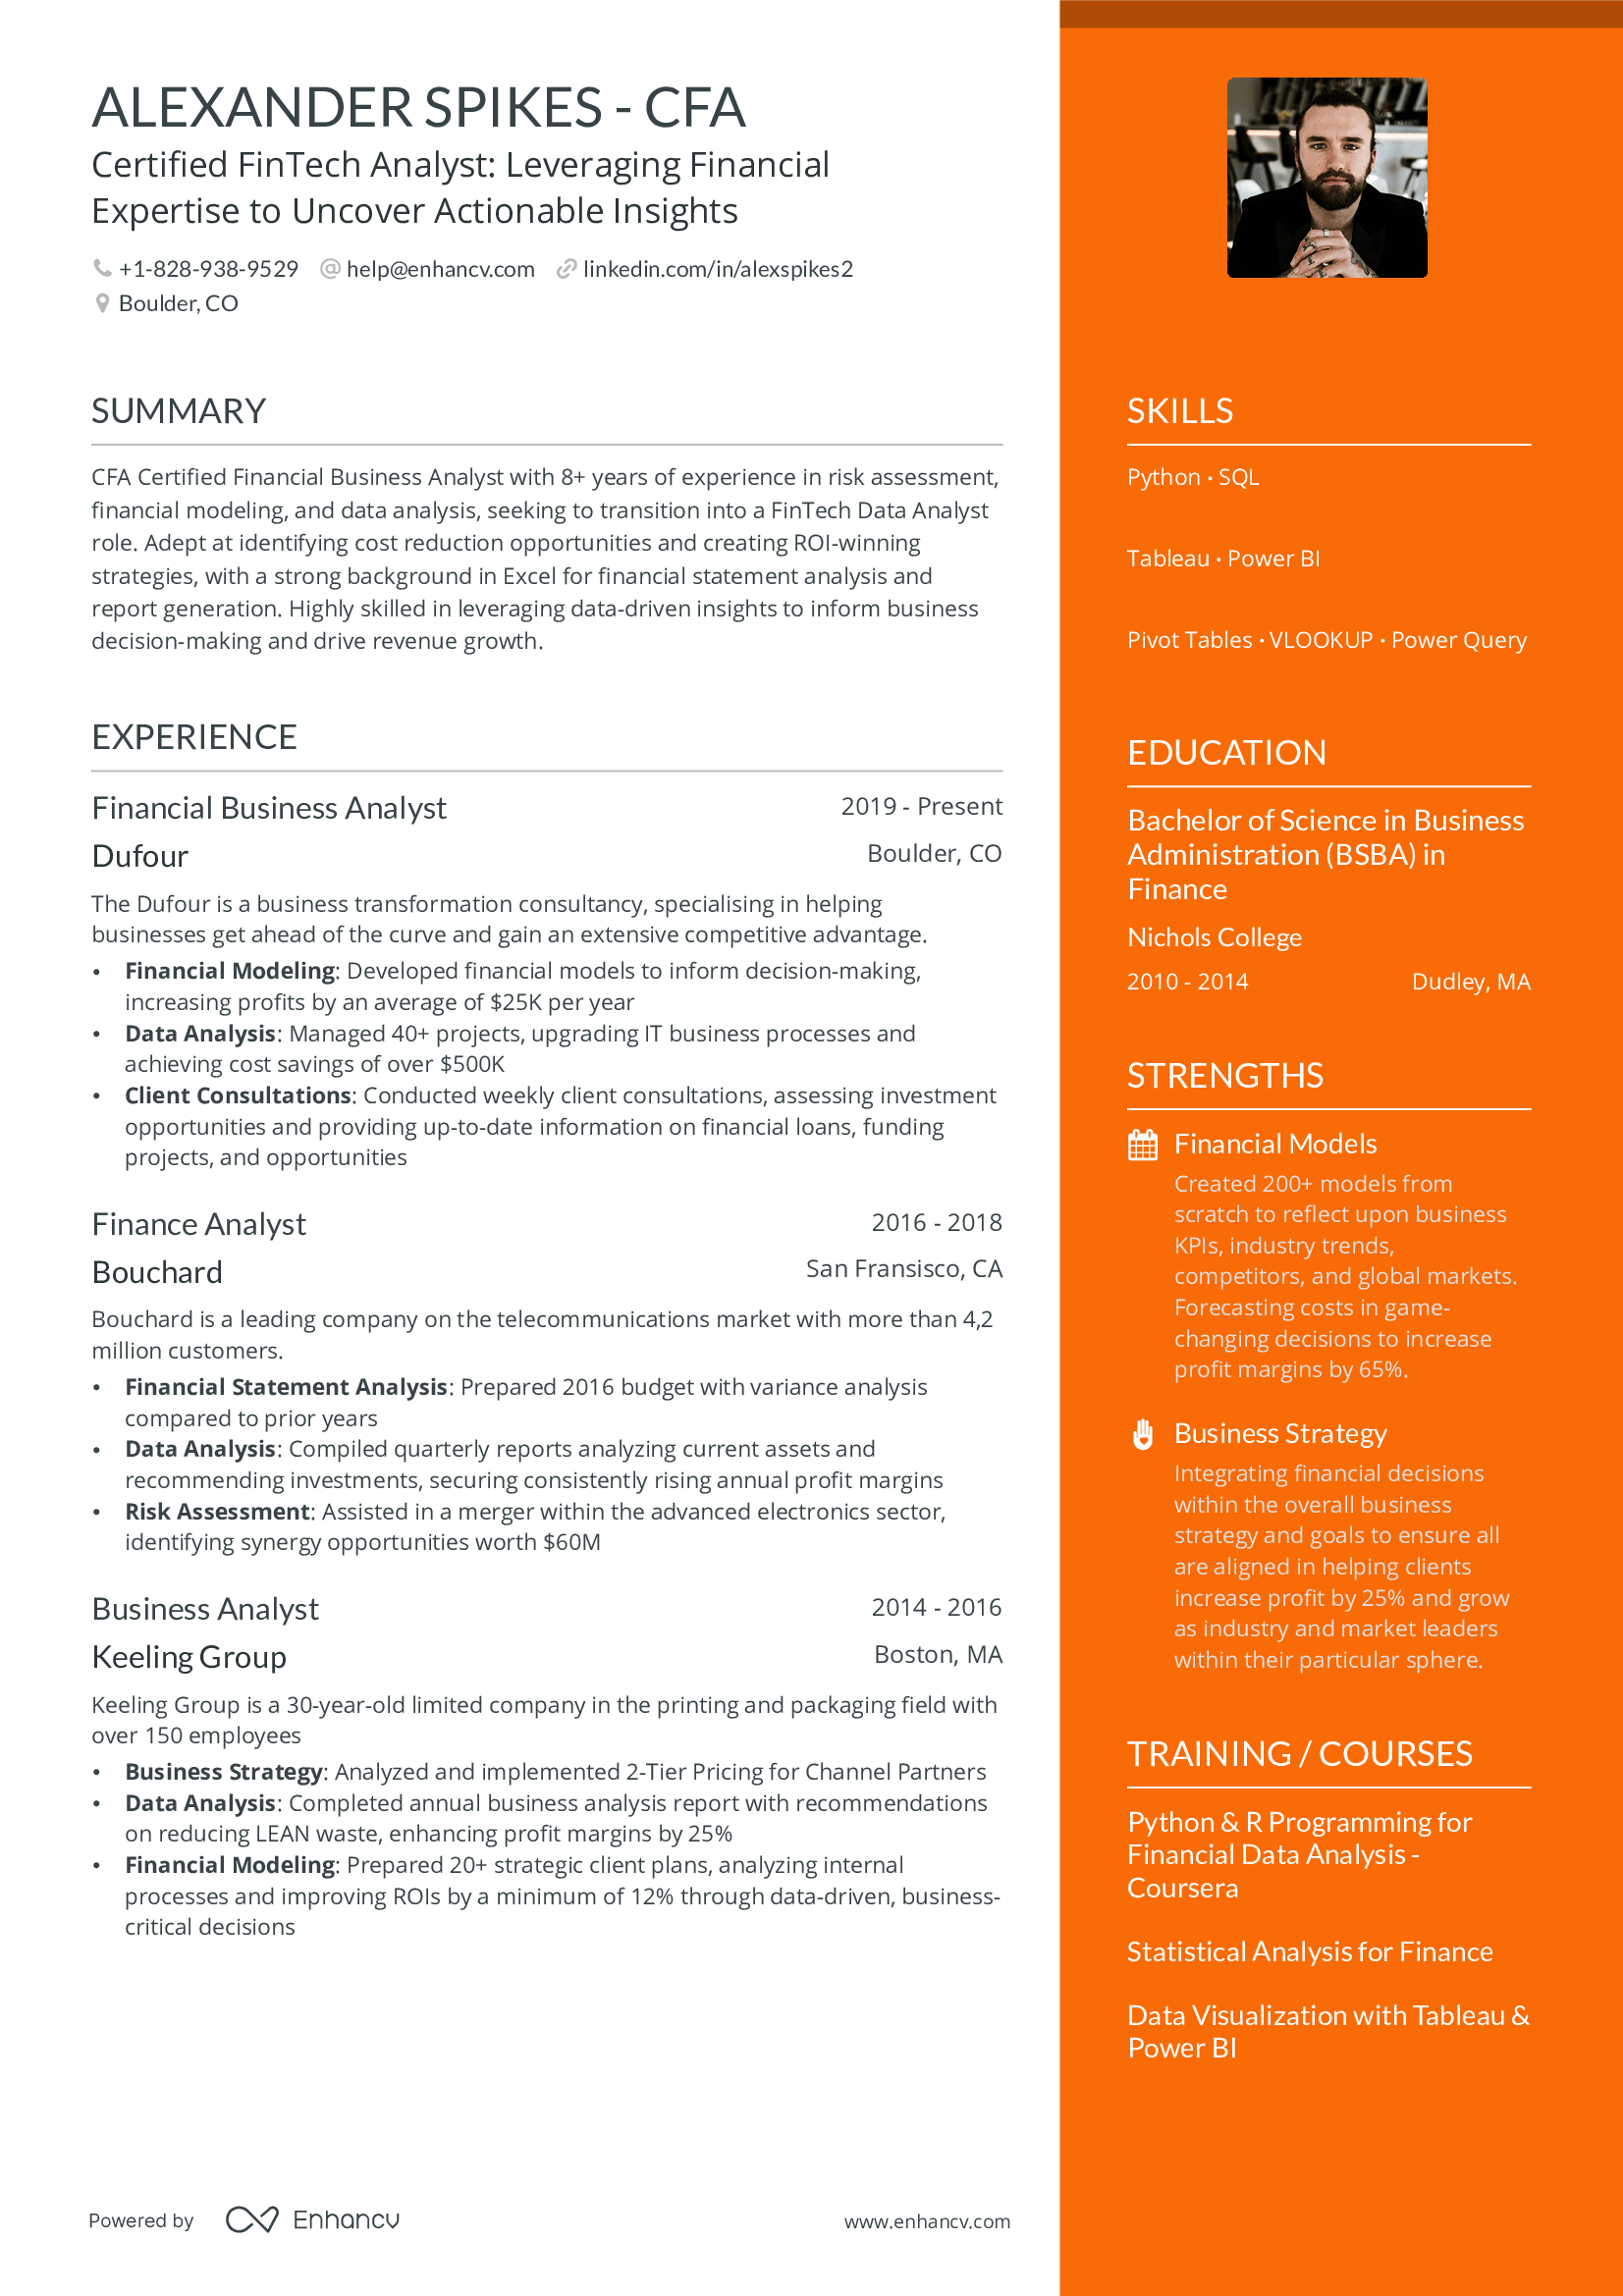 ALEXANDER SPIKES - CFA
Certified FinTech Analyst: Leveraging Financial
Expertise to Uncover Actionable Insights
+1-828-938-9529 help@enhancv.com linkedin.com/in/alexspikes2
Boulder, CO
SUMMARY
CFA Certified Financial Business Analyst with 8+ years of experience in risk assessment,
financial modeling, and data analysis, seeking to transition into a FinTech Data Analyst
role. Adept at identifying cost reduction opportunities and creating ROI-winning
strategies, with a strong background in Excel for financial statement analysis and
report generation. Highly skilled in leveraging data-driven insights to inform business
decision-making and drive revenue growth.
EXPERIENCE
Financial Business Analyst 2019 - Present
Dufour Boulder, CO
The Dufour is a business transformation consultancy, specialising in helping
businesses get ahead of the curve and gain an extensive competitive advantage.
• Financial Modeling: Developed financial models to inform decision-making,
increasing profits by an average of $25K per year
• Data Analysis: Managed 40+ projects, upgrading IT business processes and
achieving cost savings of over $500K
• Client Consultations: Conducted weekly client consultations, assessing investment
opportunities and providing up-to-date information on financial loans, funding
projects, and opportunities
Finance Analyst 2016 - 2018
Bouchard San Fransisco, CA
Bouchard is a leading company on the telecommunications market with more than 4,2
million customers.
• Financial Statement Analysis: Prepared 2016 budget with variance analysis
compared to prior years
• Data Analysis: Compiled quarterly reports analyzing current assets and
recommending investments, securing consistently rising annual profit margins
• Risk Assessment: Assisted in a merger within the advanced electronics sector,
identifying synergy opportunities worth $60M
Business Analyst 2014 - 2016
Keeling Group Boston, MA
Keeling Group is a 30-year-old limited company in the printing and packaging field with
over 150 employees
• Business Strategy: Analyzed and implemented 2-Tier Pricing for Channel Partners
• Data Analysis: Completed annual business analysis report with recommendations
on reducing LEAN waste, enhancing profit margins by 25%
• Financial Modeling: Prepared 20+ strategic client plans, analyzing internal
processes and improving ROIs by a minimum of 12% through data-driven, business-
critical decisions
SKILLS
Python • SQL
Tableau • Power BI
Pivot Tables • VLOOKUP • Power Query
EDUCATION
Bachelor of Science in Business
Administration (BSBA) in
Finance
Nichols College
2010 - 2014 Dudley, MA
STRENGTHS
Financial Models
Created 200+ models from
scratch to reflect upon business
KPIs, industry trends,
competitors, and global markets.
Forecasting costs in game-
changing decisions to increase
profit margins by 65%.
Business Strategy
Integrating financial decisions
within the overall business
strategy and goals to ensure all
are aligned in helping clients
increase profit by 25% and grow
as industry and market leaders
within their particular sphere.
TRAINING / COURSES
Python & R Programming for
Financial Data Analysis -
Coursera
Statistical Analysis for Finance
Data Visualization with Tableau &
Power BI
Powered by Enhancv www.enhancv.com